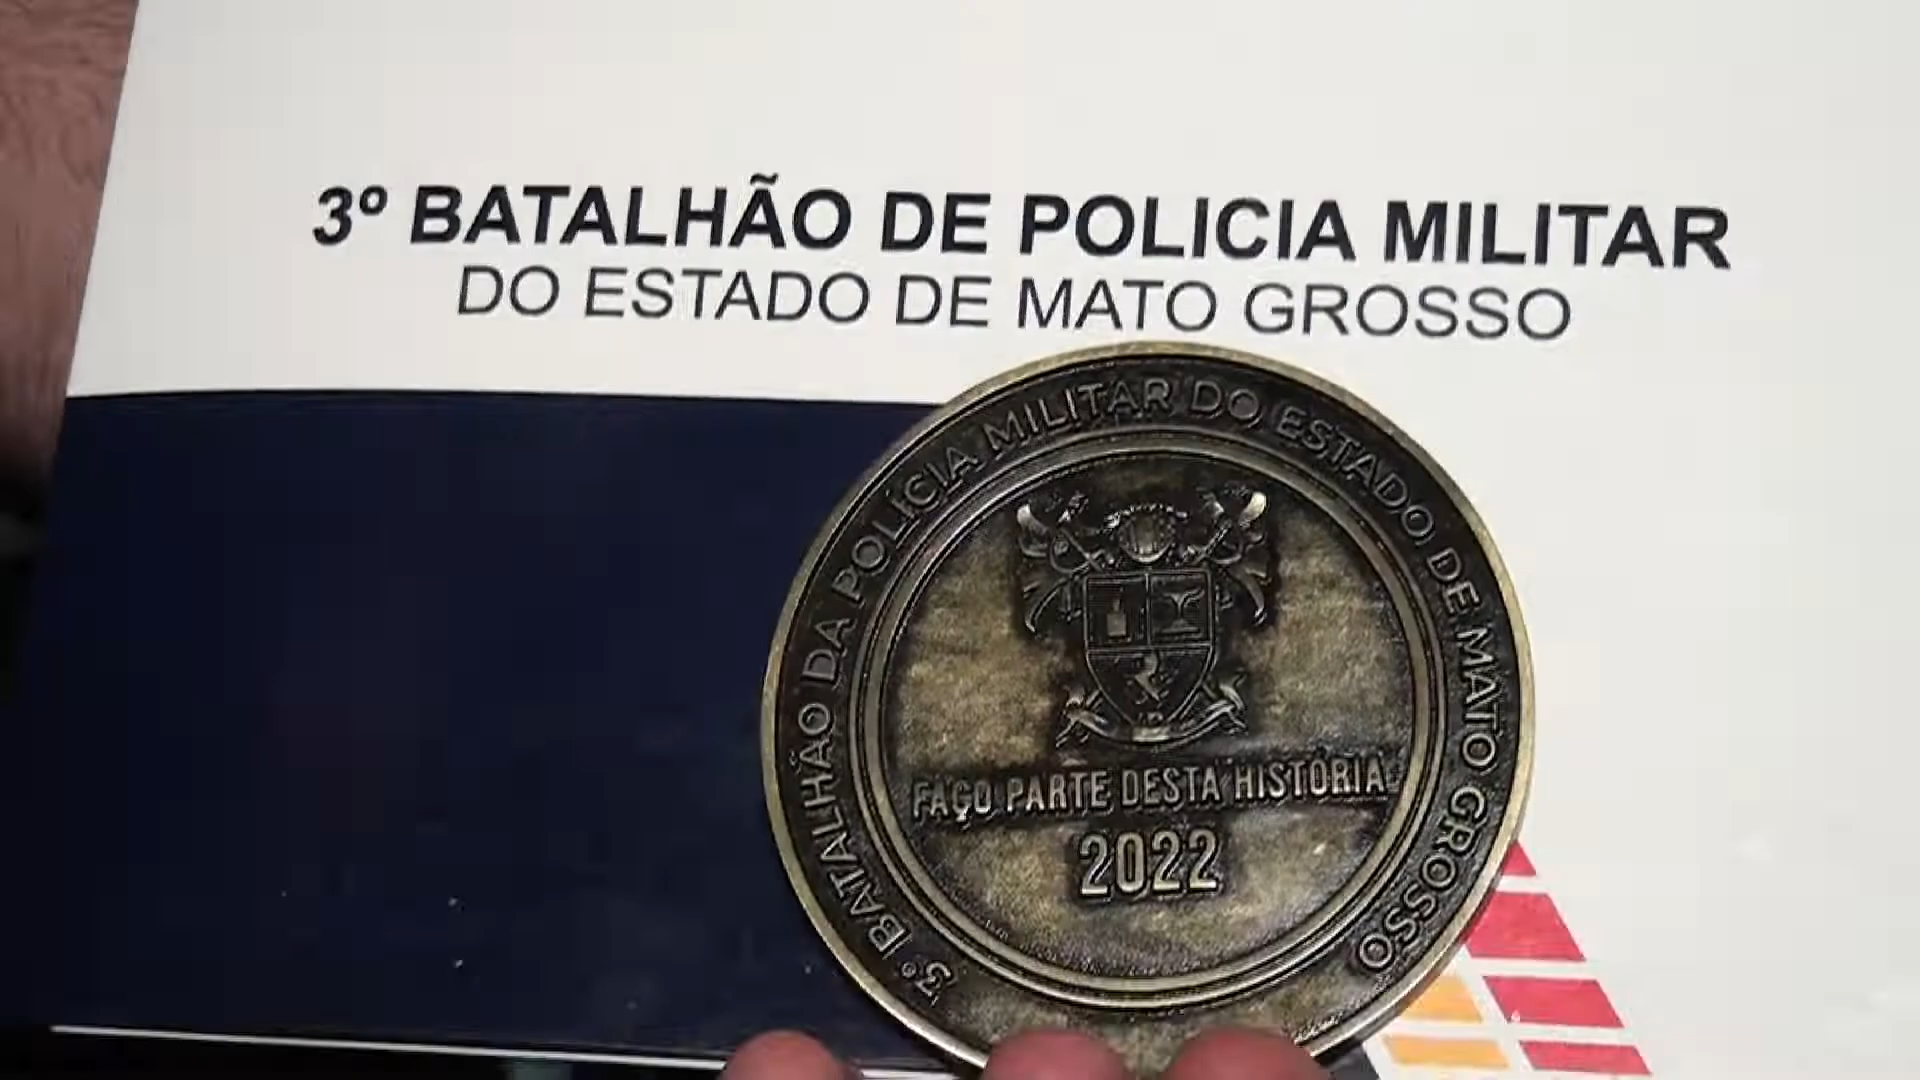 3º BATALHÃO DE POLICIA MILITAR
DO ESTADO DE MATO GROSSO
3º BATALHÃO DA POLÍCIA MILITAR DO ESTADO DE MATO GROSSO
FAÇO PARTE DESTA HISTÓRIA
2022